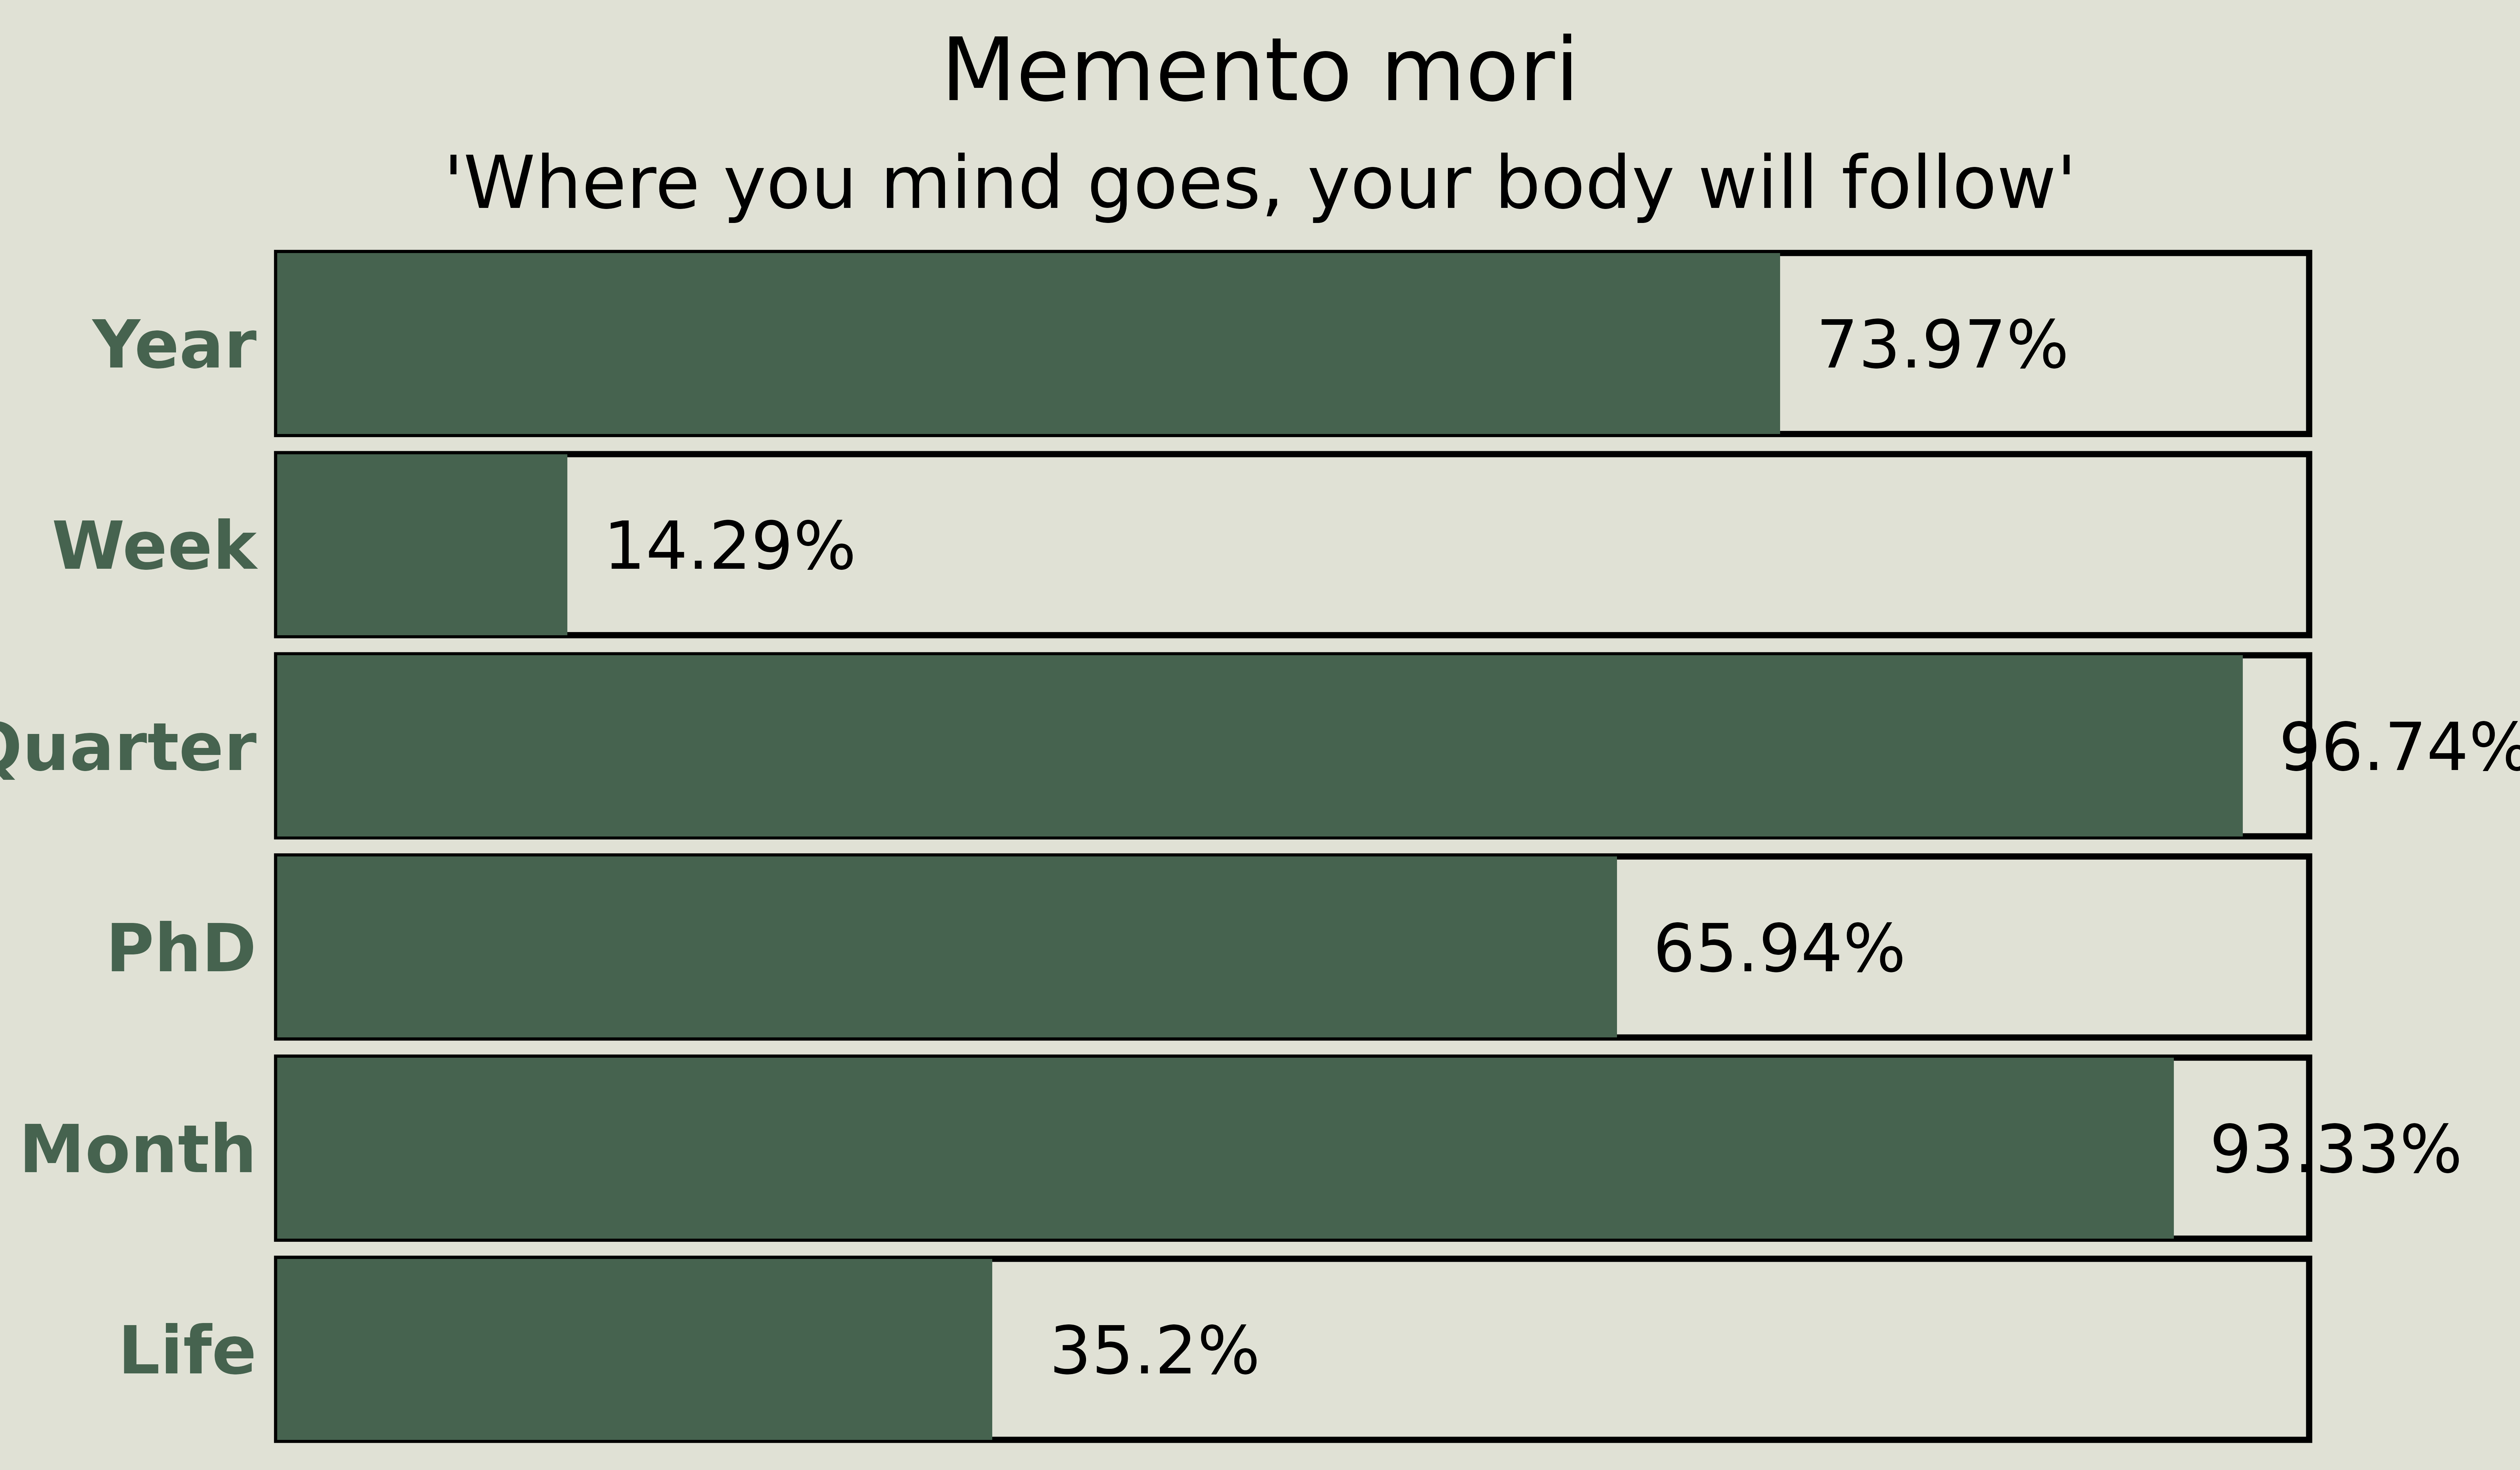 Memento mori
'Where you mind goes, your body will follow'
Year 73.97%
Week 14.29%
Quarter 96.74%
PhD 65.94%
Month 93.33%
Life 35.2%